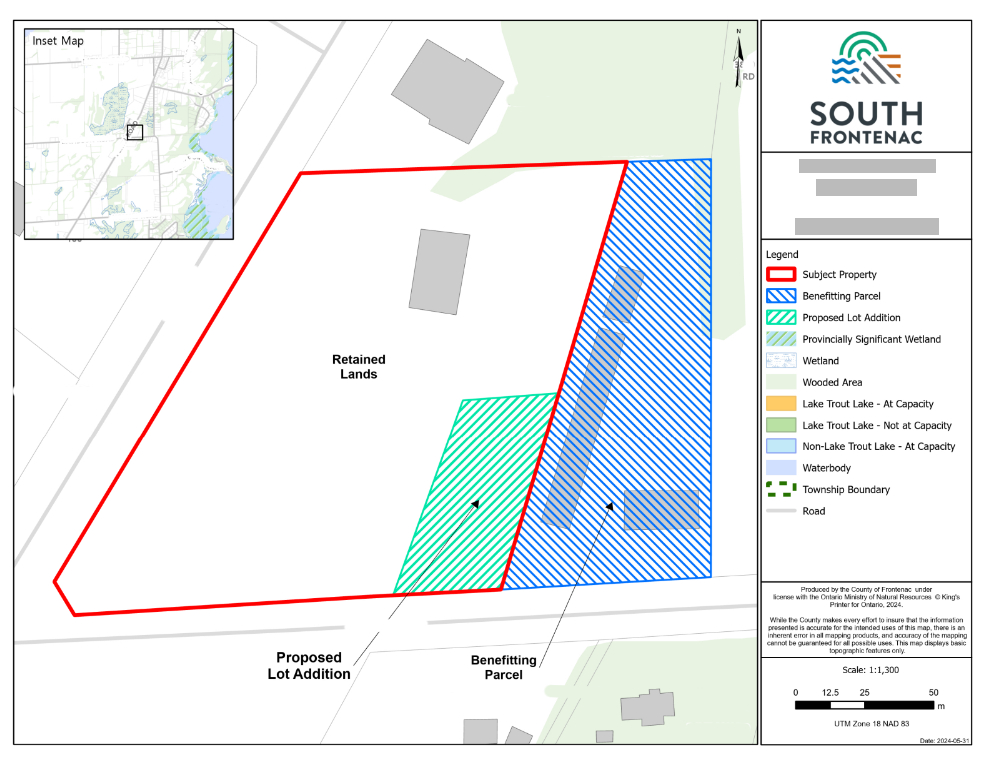 Inset Map
N
RD
SOUTH
FRONTENAC
Retained
Lands
Proposed
Lot Addition
Benefitting
Parcel
Legend
Subject Property
Benefitting Parcel
Proposed Lot Addition
Provincially Significant Wetland
Wetland
Wooded Area
Lake Trout Lake - At Capacity
Lake Trout Lake - Not at Capacity
Non-Lake Trout Lake - At Capacity
Waterbody
Township Boundary
Road
Produced by the County of Frontenac under
license with the Ontario Ministry of Natural Resources © King's
Printer for Ontario, 2024.
While the County makes every effort to insure that the information
presented is accurate for the intended uses of this map, there is an
inherent error in all mapping products, and accuracy of the mapping
cannot be guaranteed for all possible uses. This map displays basic
topographic features only.
Scale: 1:1,300
0 12.5 25 50
m
UTM Zone 18 NAD 83
Date: 2024-05-31